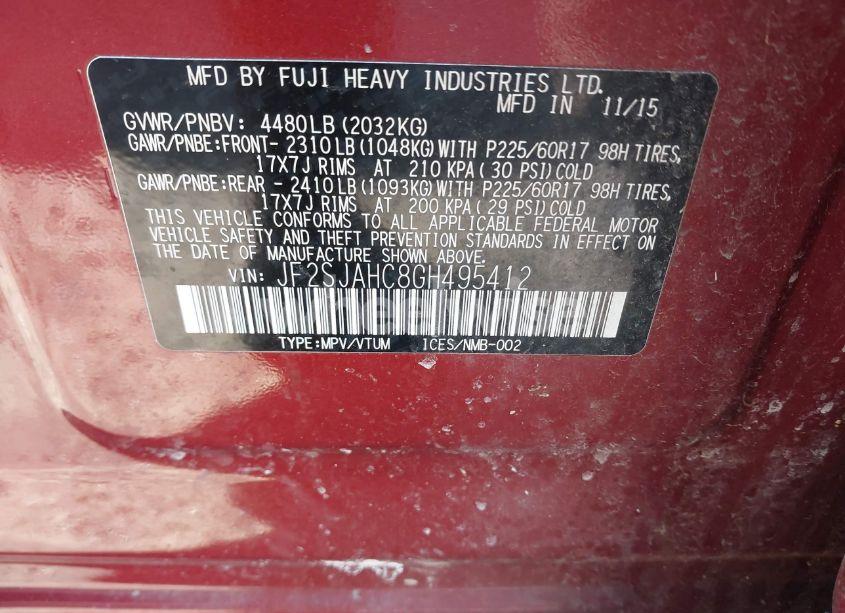 MFD BY FUJI HEAVY INDUSTRIES LTD.
MFD IN 11/15
GVWR/PNBV: 4480LB(2032KG)
GAWR/PNBE:FRONT- 2310LB(1048KG)WITH P225/60R17 98H TIRES,
17X7J RIMS AT 210 KPA( 30 PSI)COLD
GAWR/PNBE:REAR - 2410LB(1093KG)WITH P225/60R17 98H TIRES,
17X7J RIMS AT 200 KPA( 29 PSI)COLD
THIS VEHICLE CONFORMS TO ALL APPLICABLE FEDERAL MOTOR
VEHICLE SAFETY AND THEFT PREVENTION STANDARDS IN EFFECT ON
THE DATE OF MANUFACTURE SHOWN ABOVE.
VIN: JF2SJAHC8GH495412
TYPE:MPV/VTUM ICES/NMB-002